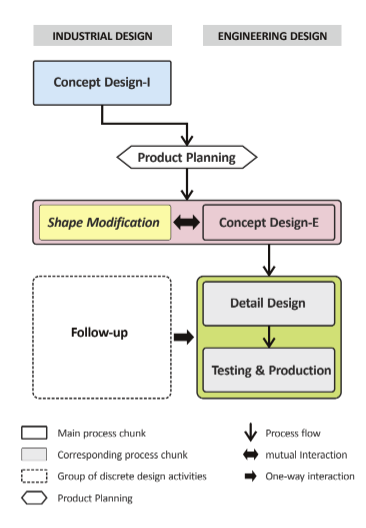 INDUSTRIAL DESIGN
ENGINEERING DESIGN
Concept Design-I
Product Planning
Shape Modification
Concept Design-E
Detail Design
Follow-up
Testing & Production
Main process chunk
Process flow
Corresponding process chunk
mutual Interaction
Group of discrete design activities
One-way interaction
Product Planning